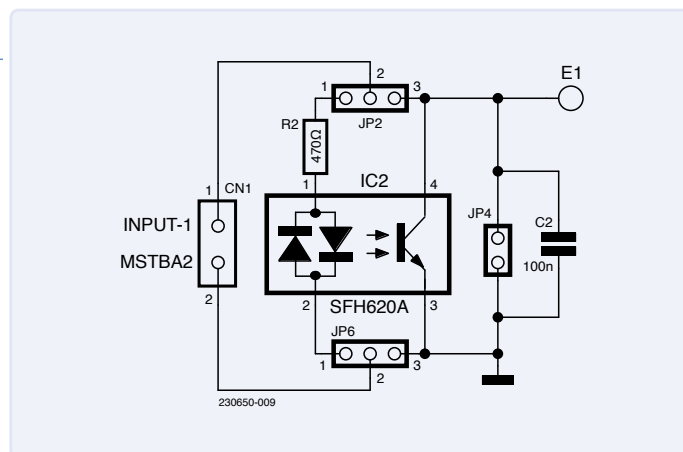 E1
2
1
3
JP2
R2
470Ω
1
IC2
4
1
CN1
INPUT-1
MSTBA2
2
JP4
C2
100n
2
SFH620A
3
JP6
1
2
3
230650-009